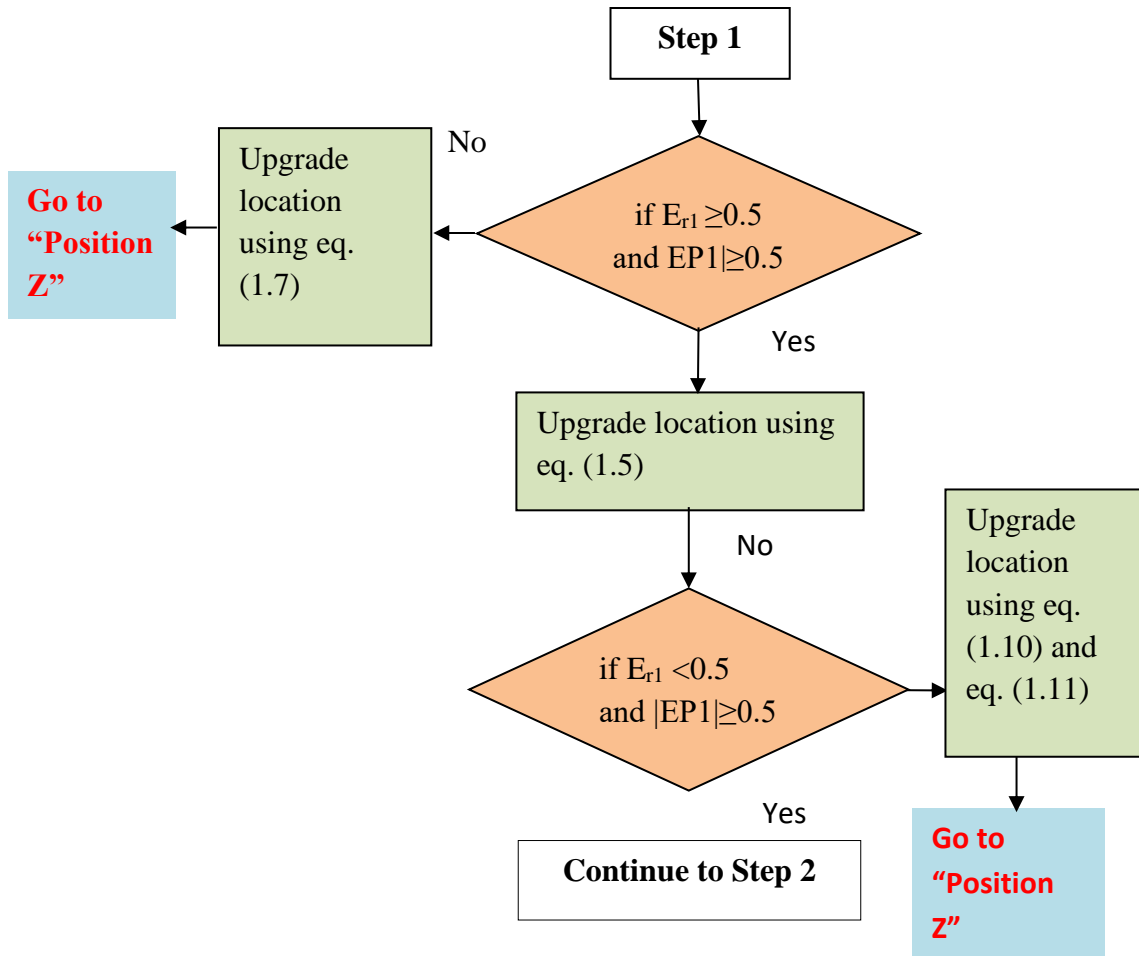 Step 1
No
Upgrade
location
using eq.
(1.7)
Go to
“Position
Z”
if Er1 ≥0.5
and EP1|≥0.5
Yes
Upgrade location using
eq. (1.5)
No
if Er1 <0.5
and |EP1|≥0.5
Upgrade
location
using eq.
(1.10) and
eq. (1.11)
Yes
Continue to Step 2
Go to
“Position
Z”